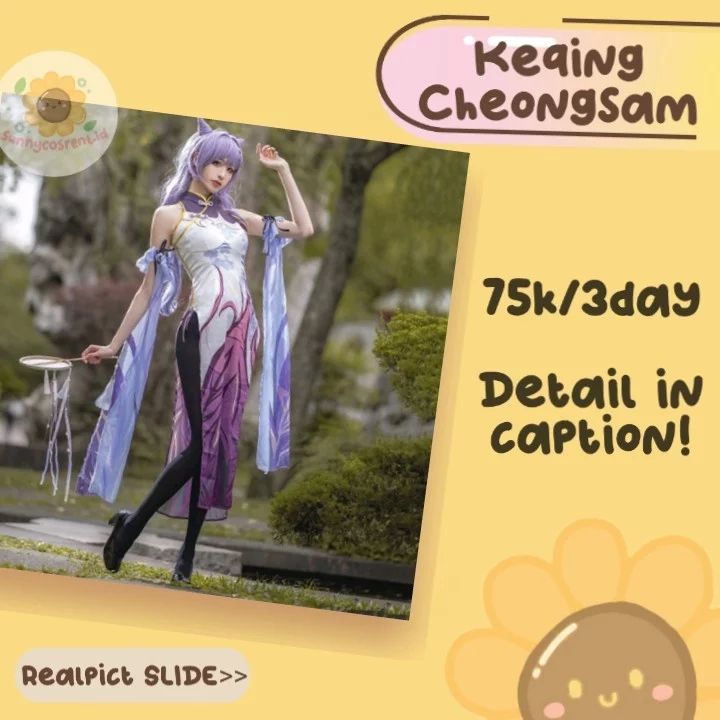 Keqing
Cheongsam
sunnycosrent.id
75k/3day
Detail in
caption!
RealPict SLIDE>>